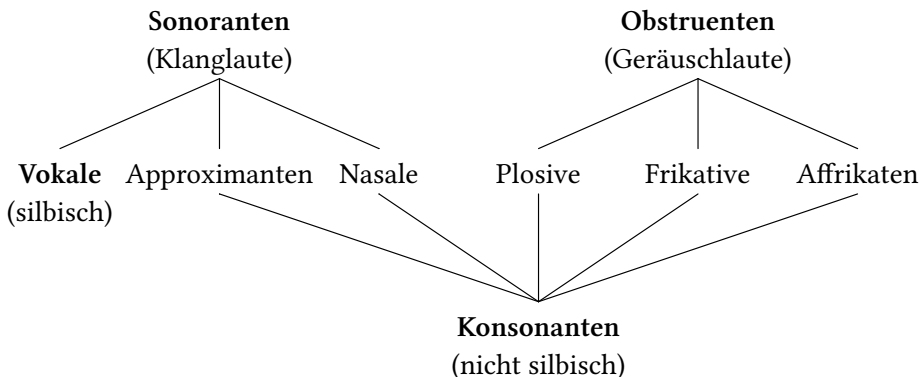 Sonoranten
(Klanglaute)
Obstruenten
(Geräuschlaute)
Vokale
(silbisch)
Approximanten
Nasale
Plosive
Frikative
Affrikaten
Konsonanten
(nicht silbisch)